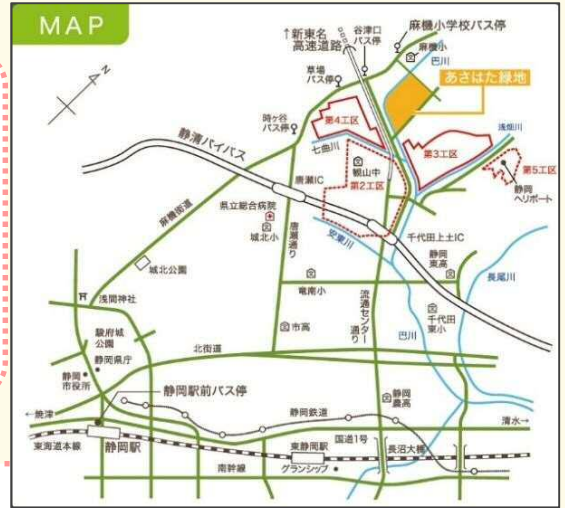 MAP
↑新東名
高速道路
谷津口
バス停
麻機小学校バス停
麻機小
巴川
あさはた緑地
草場
バス停
時ヶ谷
バス停
第4工区
浅畑川
七曲川
第3工区
静清バイパス
観山中
第5工区
唐瀬IC
第2工区
静岡
ヘリポート
県立総合病院
麻機街道
城北小
唐瀬通り
安東川
千代田上土IC
静岡
東高
城北公園
長尾川
竜南小
浅間神社
流通センター
通り
千代田
東小
市高
巴川
駿府城
公園
北街道
静岡県庁
静岡
市役所
静岡
農高
静岡駅前バス停
←焼津
静岡鉄道
清水→
東海道本線
静岡駅
東静岡駅
国道1号
長沼大橋
南幹線
グランシップ